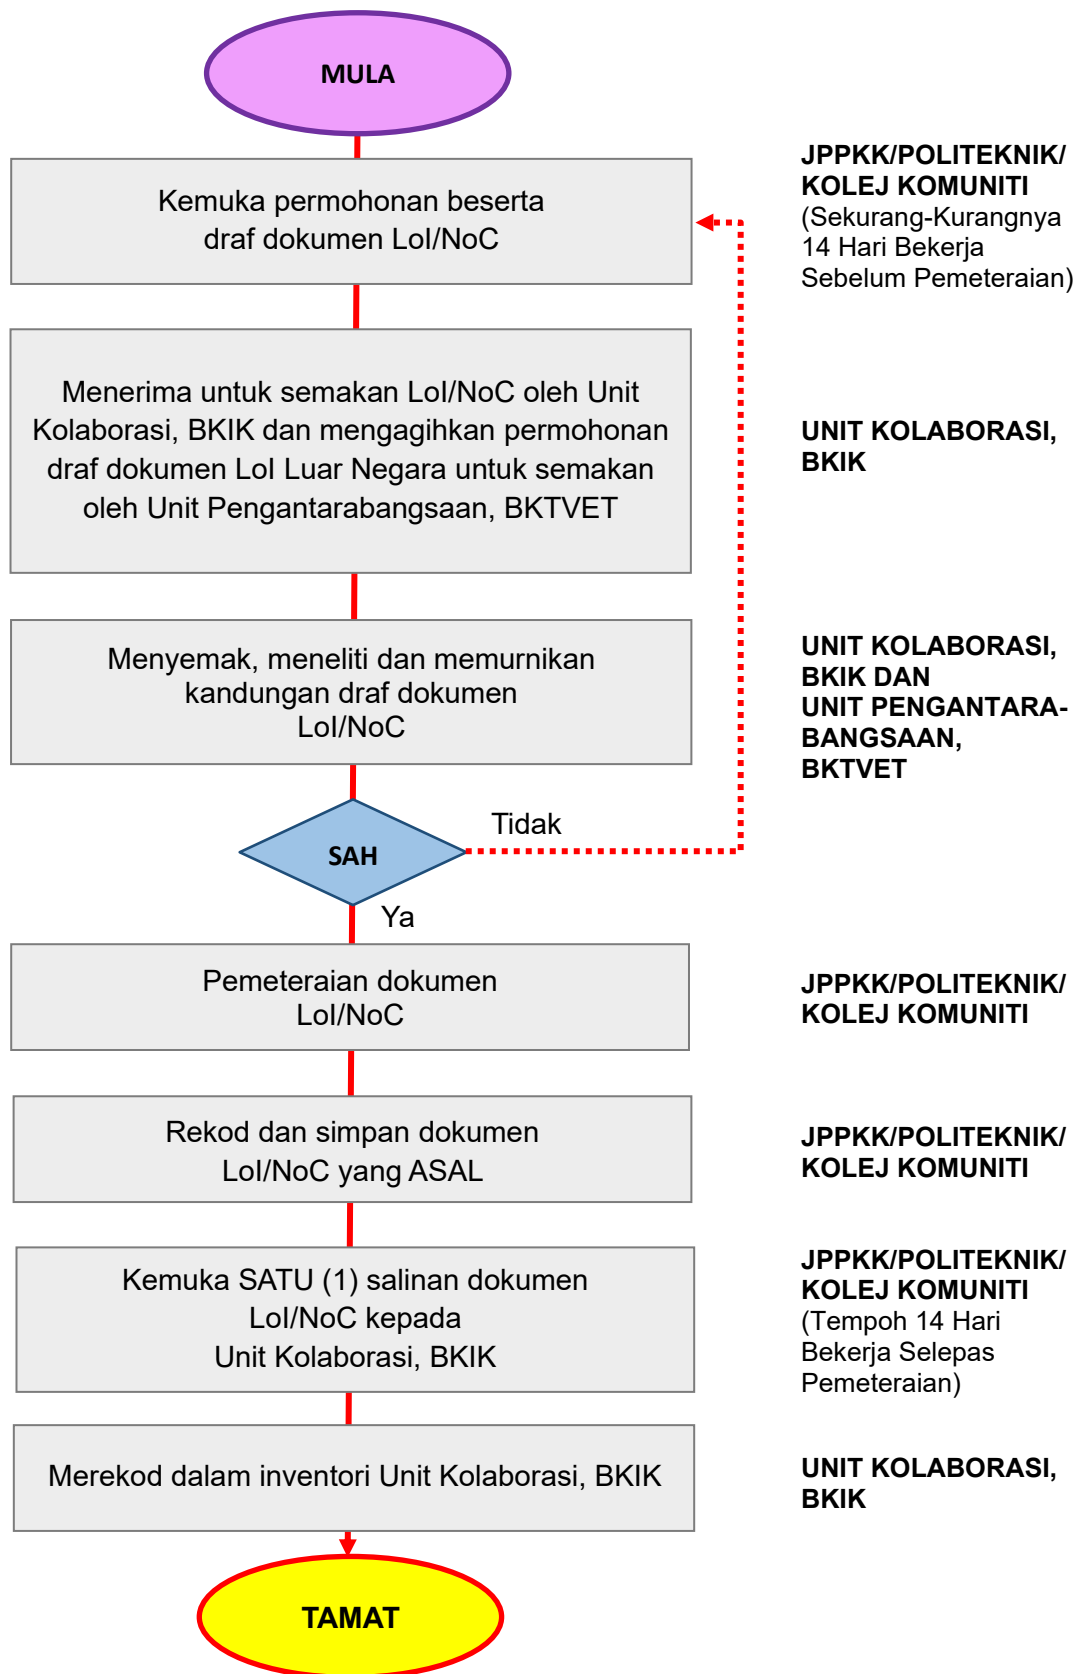 MULA
Kemuka permohonan beserta
draf dokumen LoI/NoC
JPPKK/POLITEKNIK/
KOLEJ KOMUNITI
(Sekurang-Kurangnya
14 Hari Bekerja
Sebelum Pemeteraian)
Menerima untuk semakan LoI/NoC oleh Unit
Kolaborasi, BKIK dan mengagihkan permohonan
draf dokumen LoI Luar Negara untuk semakan
oleh Unit Pengantarabangsaan, BKTVET
UNIT KOLABORASI,
BKIK
Menyemak, meneliti dan memurnikan
kandungan draf dokumen
LoI/NoC
UNIT KOLABORASI,
BKIK DAN
UNIT PENGANTARA-
BANGSAAN,
BKTVET
SAH
Tidak
Ya
Pemeteraian dokumen
LoI/NoC
JPPKK/POLITEKNIK/
KOLEJ KOMUNITI
Rekod dan simpan dokumen
LoI/NoC yang ASAL
JPPKK/POLITEKNIK/
KOLEJ KOMUNITI
Kemuka SATU (1) salinan dokumen
LoI/NoC kepada
Unit Kolaborasi, BKIK
JPPKK/POLITEKNIK/
KOLEJ KOMUNITI
(Tempoh 14 Hari
Bekerja Selepas
Pemeteraian)
Merekod dalam inventori Unit Kolaborasi, BKIK
UNIT KOLABORASI,
BKIK
TAMAT